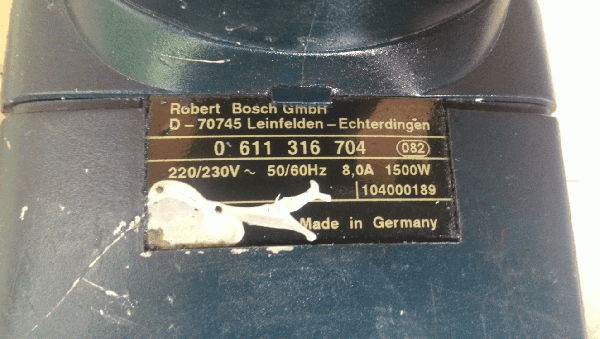 Robert Bosch GmbH
D-70745 Leinfelden-Echterdingen
0 611 316 704 082
220/230V ~ 50/60Hz 8,0A 1500W
104000189
Made in Germany